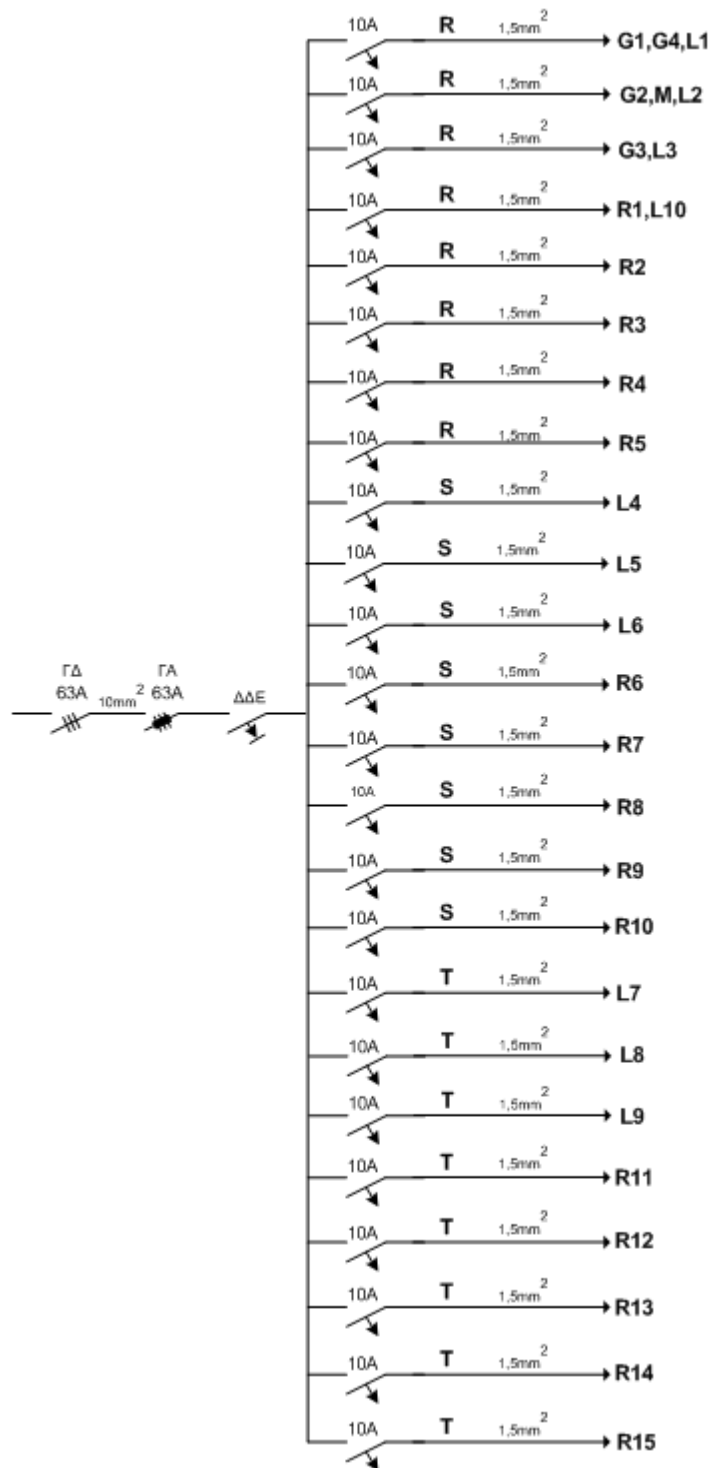 10A R 1,5mm² G1,G4,L1
10A R 1,5mm² G2,M,L2
10A R 1,5mm² G3,L3
10A R 1,5mm² R1,L10
10A R 1,5mm² R2
10A R 1,5mm² R3
10A R 1,5mm² R4
10A R 1,5mm² R5
10A S 1,5mm² L4
10A S 1,5mm² L5
10A S 1,5mm² L6
ΓΔ 63A 10mm² ΓΑ 63A ΔΔΕ
10A S 1,5mm² R6
10A S 1,5mm² R7
10A S 1,5mm² R8
10A S 1,5mm² R9
10A S 1,5mm² R10
10A T 1,5mm² L7
10A T 1,5mm² L8
10A T 1,5mm² L9
10A T 1,5mm² R11
10A T 1,5mm² R12
10A T 1,5mm² R13
10A T 1,5mm² R14
10A T 1,5mm² R15